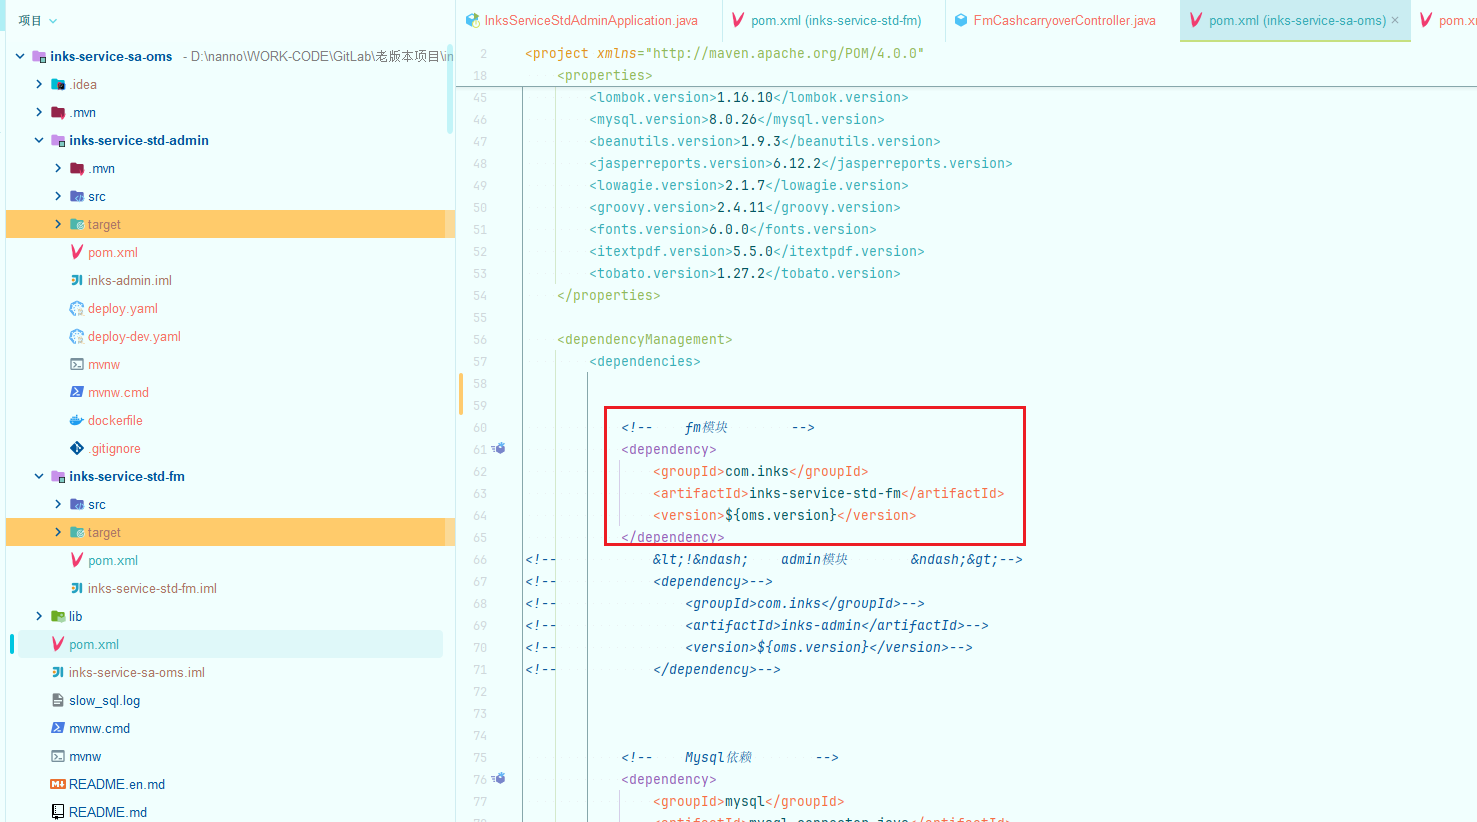 项目
inks-service-sa-oms - D:\nanno\WORK-CODE\GitLab\老版本项目\in
.idea
.mvn
inks-service-std-admin
.mvn
src
target
pom.xml
inks-admin.iml
deploy.yaml
deploy-dev.yaml
mvnw
mvnw.cmd
dockerfile
.gitignore
inks-service-std-fm
src
target
pom.xml
inks-service-std-fm.iml
lib
pom.xml
inks-service-sa-oms.iml
slow_sql.log
mvnw.cmd
mvnw
README.en.md
README.md
InksServiceStdAdminApplication.java
pom.xml (inks-service-std-fm)
FmCashcarryoverController.java
pom.xml (inks-service-sa-oms) ×
pom.x
2 <project xmlns="http://maven.apache.org/POM/4.0.0"
18 <properties>
45 <lombok.version>1.16.10</lombok.version>
46 <mysql.version>8.0.26</mysql.version>
47 <beanutils.version>1.9.3</beanutils.version>
48 <jasperreports.version>6.12.2</jasperreports.version>
49 <lowagie.version>2.1.7</lowagie.version>
50 <groovy.version>2.4.11</groovy.version>
51 <fonts.version>6.0.0</fonts.version>
52 <itextpdf.version>5.5.0</itextpdf.version>
53 <tobato.version>1.27.2</tobato.version>
54 </properties>
55
56 <dependencyManagement>
57 <dependencies>
58
59
60 <!-- fm模块 -->
61 <dependency>
62 <groupId>com.inks</groupId>
63 <artifactId>inks-service-std-fm</artifactId>
64 <version>${oms.version}</version>
65 </dependency>
66 <!-- &lt;!&ndash; admin模块 &ndash;&gt;-->
67 <!-- <dependency>-->
68 <!-- <groupId>com.inks</groupId>-->
69 <!-- <artifactId>inks-admin</artifactId>-->
70 <!-- <version>${oms.version}</version>-->
71 <!-- </dependency>-->
72
73
74
75 <!-- Mysql依赖 -->
76 <dependency>
77 <groupId>mysql</groupId>